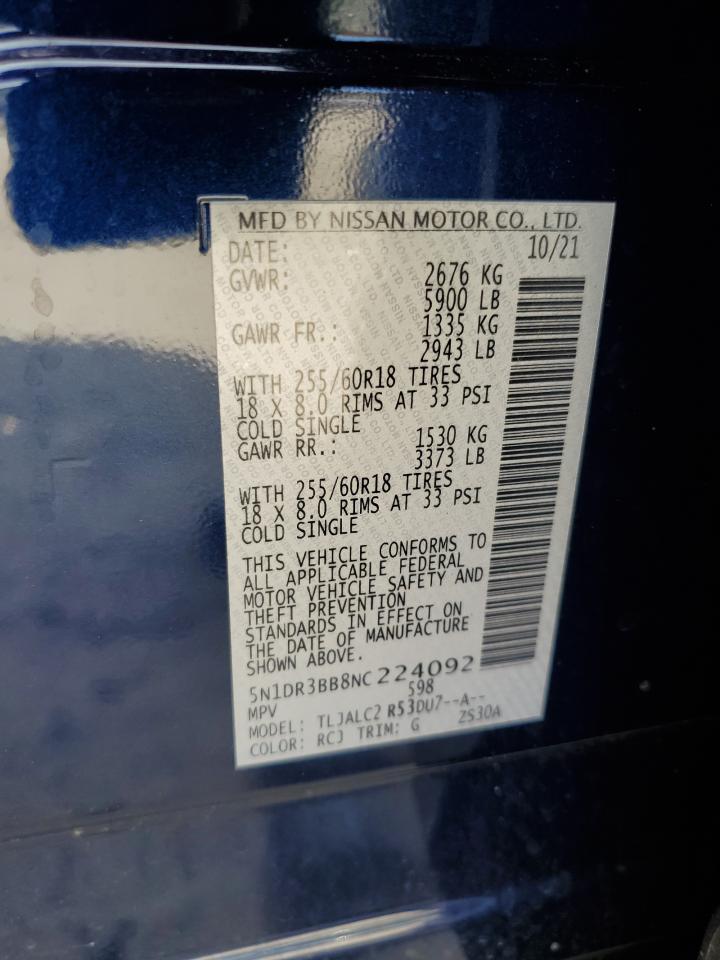 MFD BY NISSAN MOTOR CO., LTD.
DATE: 10/21
GVWR: 2676 KG
5900 LB
GAWR FR.: 1335 KG
2943 LB
WITH 255/60R18 TIRES
18 X 8.0 RIMS AT 33 PSI
COLD SINGLE
GAWR RR.: 1530 KG
3373 LB
WITH 255/60R18 TIRES
18 X 8.0 RIMS AT 33 PSI
COLD SINGLE
THIS VEHICLE CONFORMS TO
ALL APPLICABLE FEDERAL
MOTOR VEHICLE SAFETY AND
THEFT PREVENTION
STANDARDS IN EFFECT ON
THE DATE OF MANUFACTURE
SHOWN ABOVE.
5N1DR3BB8NC224092
MPV 598
MODEL: TLJALC2 R53DU7--A--
COLOR: RCJ TRIM: G ZS30A